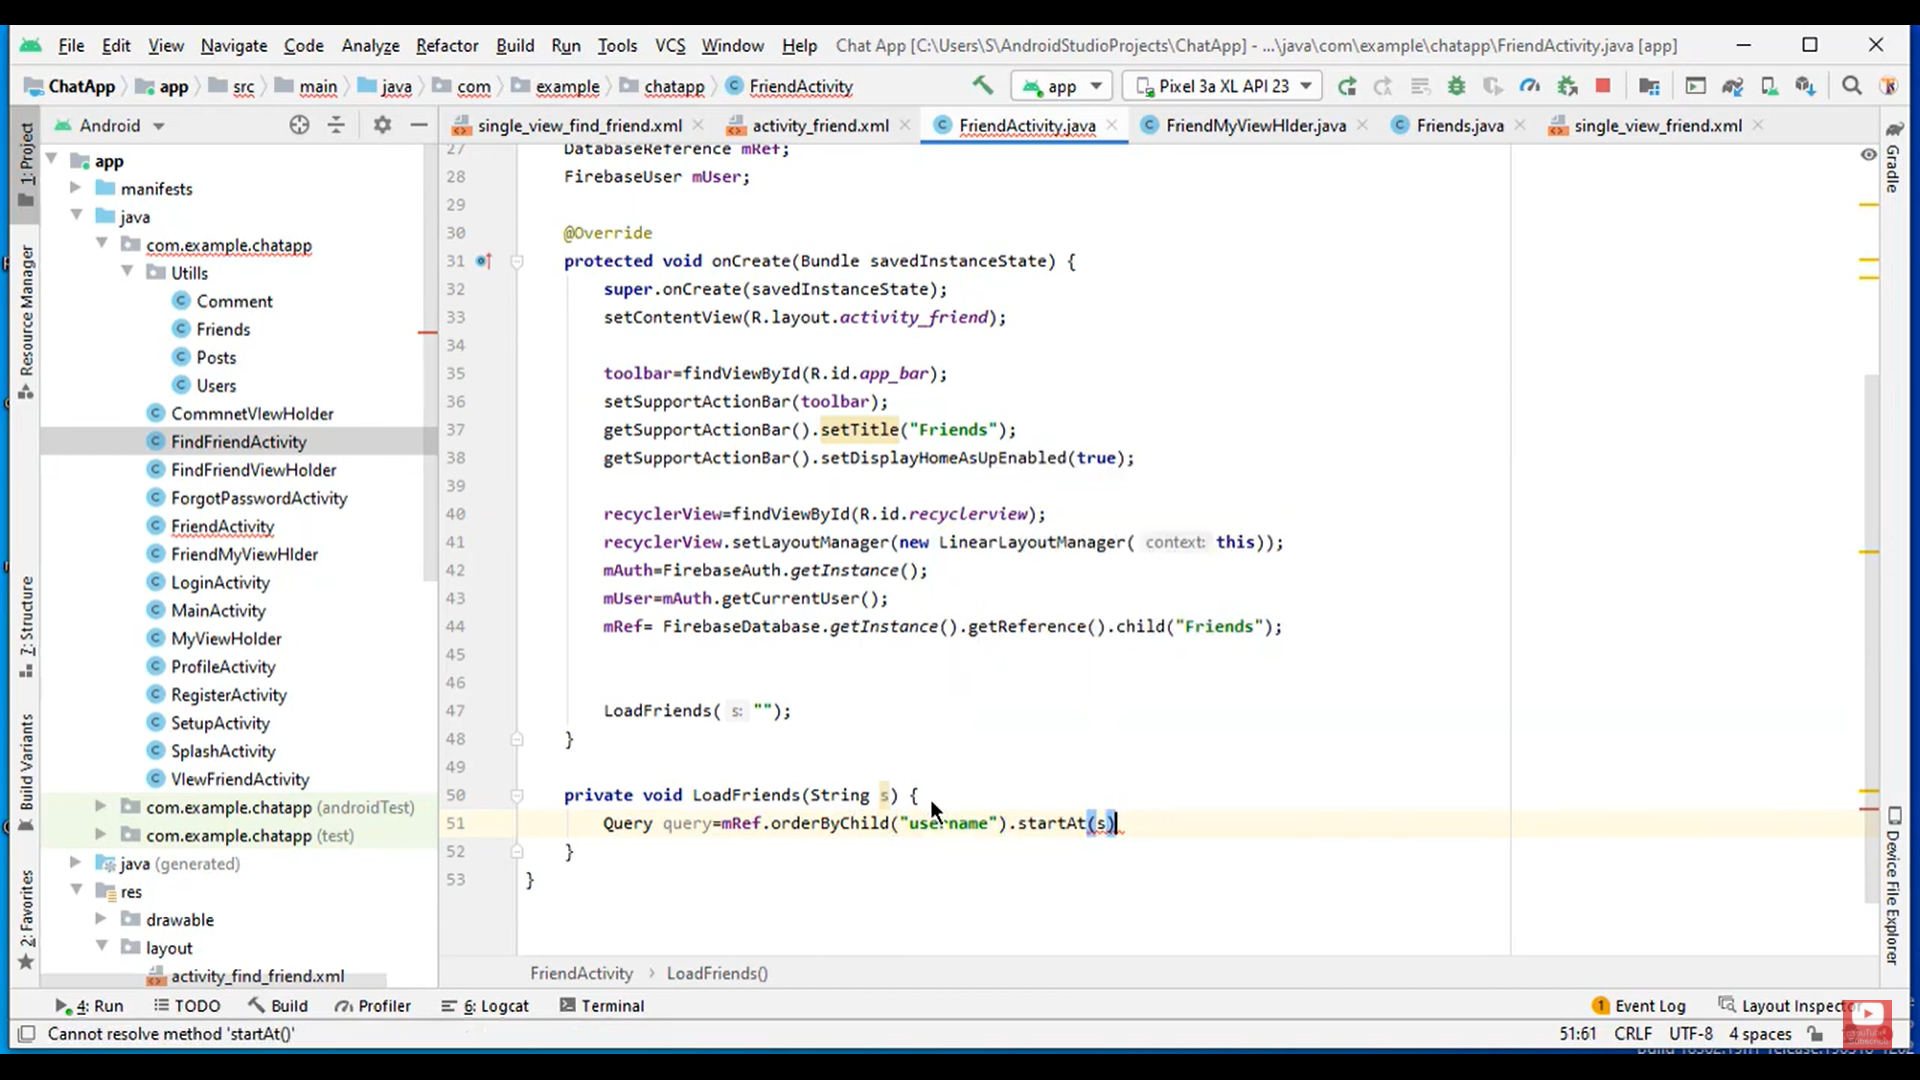 File Edit View Navigate Code Analyze Refactor Build Run Tools VCS Window Help Chat App [C:\Users\S\AndroidStudioProjects\ChatApp] - ...\java\com\example\chatapp\FriendActivity.java [app]
ChatApp app src main java com example chatapp FriendActivity app Pixel 3a XL API 23
Android single_view_find_friend.xml activity_friend.xml FriendActivity.java FriendMyViewHlder.java Friends.java single_view_friend.xml
1: Project
Resource Manager
7: Structure
Build Variants
2: Favorites
app
manifests
java
com.example.chatapp
Utills
Comment
Friends
Posts
Users
CommnetVIewHolder
FindFriendActivity
FindFriendViewHolder
ForgotPasswordActivity
FriendActivity
FriendMyViewHlder
LoginActivity
MainActivity
MyViewHolder
ProfileActivity
RegisterActivity
SetupActivity
SplashActivity
VIewFriendActivity
com.example.chatapp (androidTest)
com.example.chatapp (test)
java (generated)
res
drawable
layout
activity_find_friend.xml
27 DatabaseReference mRef;
28 FirebaseUser mUser;
29
30 @Override
31 protected void onCreate(Bundle savedInstanceState) {
32 super.onCreate(savedInstanceState);
33 setContentView(R.layout.activity_friend);
34
35 toolbar=findViewById(R.id.app_bar);
36 setSupportActionBar(toolbar);
37 getSupportActionBar().setTitle("Friends");
38 getSupportActionBar().setDisplayHomeAsUpEnabled(true);
39
40 recyclerView=findViewById(R.id.recyclerview);
41 recyclerView.setLayoutManager(new LinearLayoutManager( context: this));
42 mAuth=FirebaseAuth.getInstance();
43 mUser=mAuth.getCurrentUser();
44 mRef= FirebaseDatabase.getInstance().getReference().child("Friends");
45
46
47 LoadFriends( s: "");
48 }
49
50 private void LoadFriends(String s) {
51 Query query=mRef.orderByChild("username").startAt(s)
52 }
53 }
Gradle
Device File Explorer
FriendActivity LoadFriends()
4: Run TODO Build Profiler 6: Logcat Terminal 1 Event Log Layout Inspector
Cannot resolve method 'startAt()' 51:61 CRLF UTF-8 4 spaces